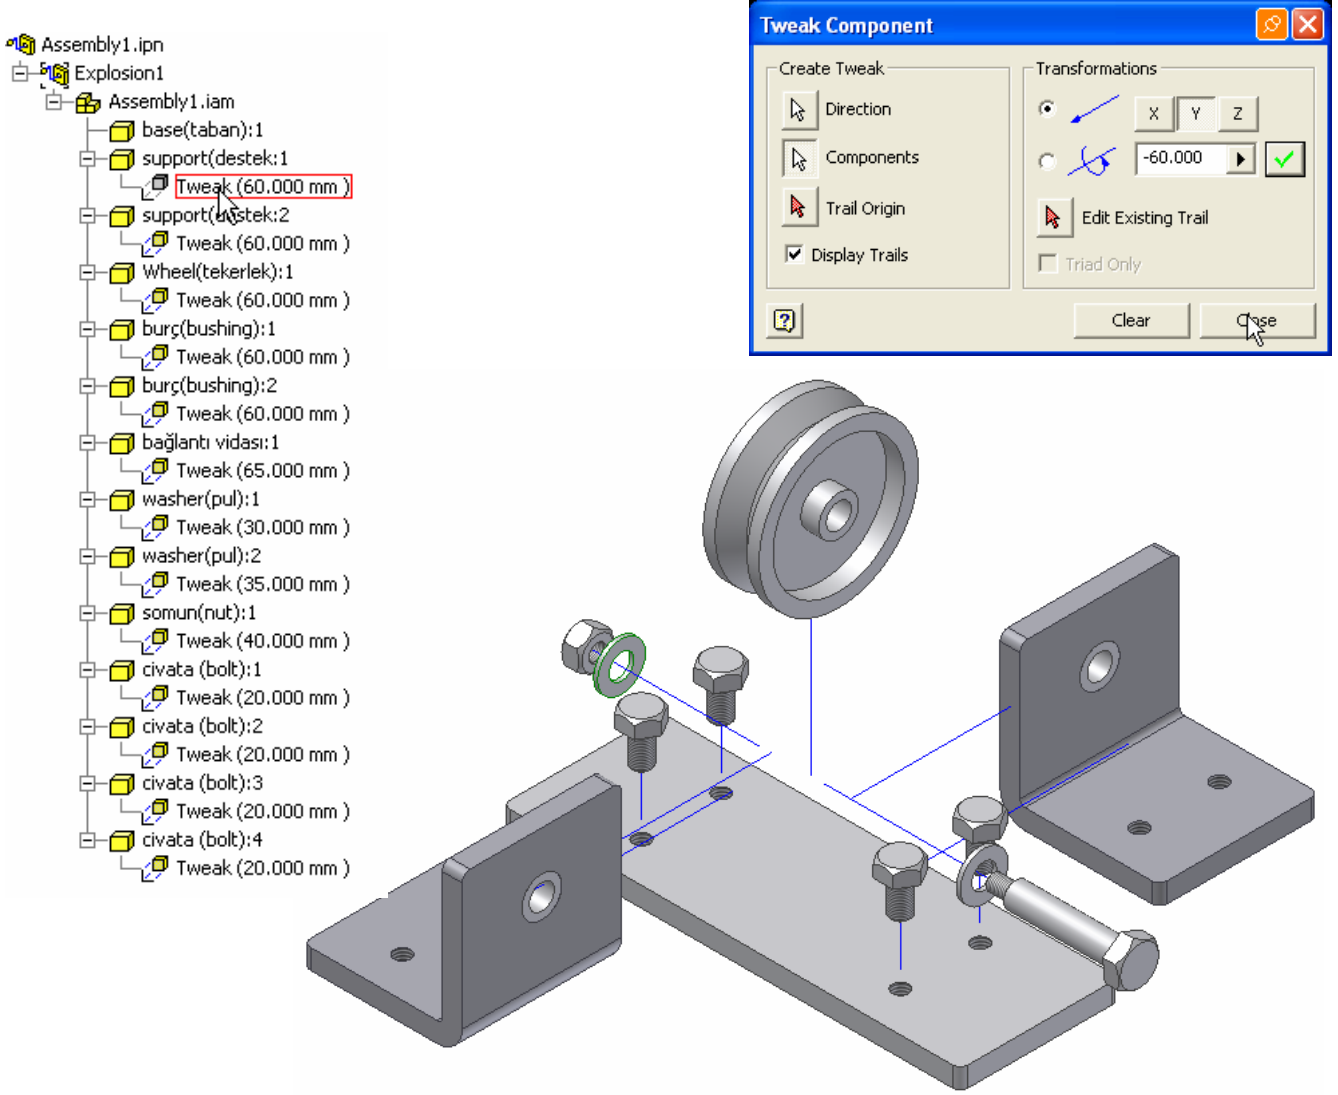 Assembly1.ipn
Explosion1
Assembly1.iam
base(taban):1
support(destek:1
Tweak (60.000 mm )
support(destek:2
Tweak (60.000 mm )
Wheel(tekerlek):1
Tweak (60.000 mm )
burç(bushing):1
Tweak (60.000 mm )
burç(bushing):2
Tweak (60.000 mm )
bağlantı vidası:1
Tweak (65.000 mm )
washer(pul):1
Tweak (30.000 mm )
washer(pul):2
Tweak (35.000 mm )
somun(nut):1
Tweak (40.000 mm )
civata (bolt):1
Tweak (20.000 mm )
civata (bolt):2
Tweak (20.000 mm )
civata (bolt):3
Tweak (20.000 mm )
civata (bolt):4
Tweak (20.000 mm )
Tweak Component
Create Tweak
Direction
Components
Trail Origin
Display Trails
Transformations
X Y Z
-60.000
Edit Existing Trail
Triad Only
?
Clear Close